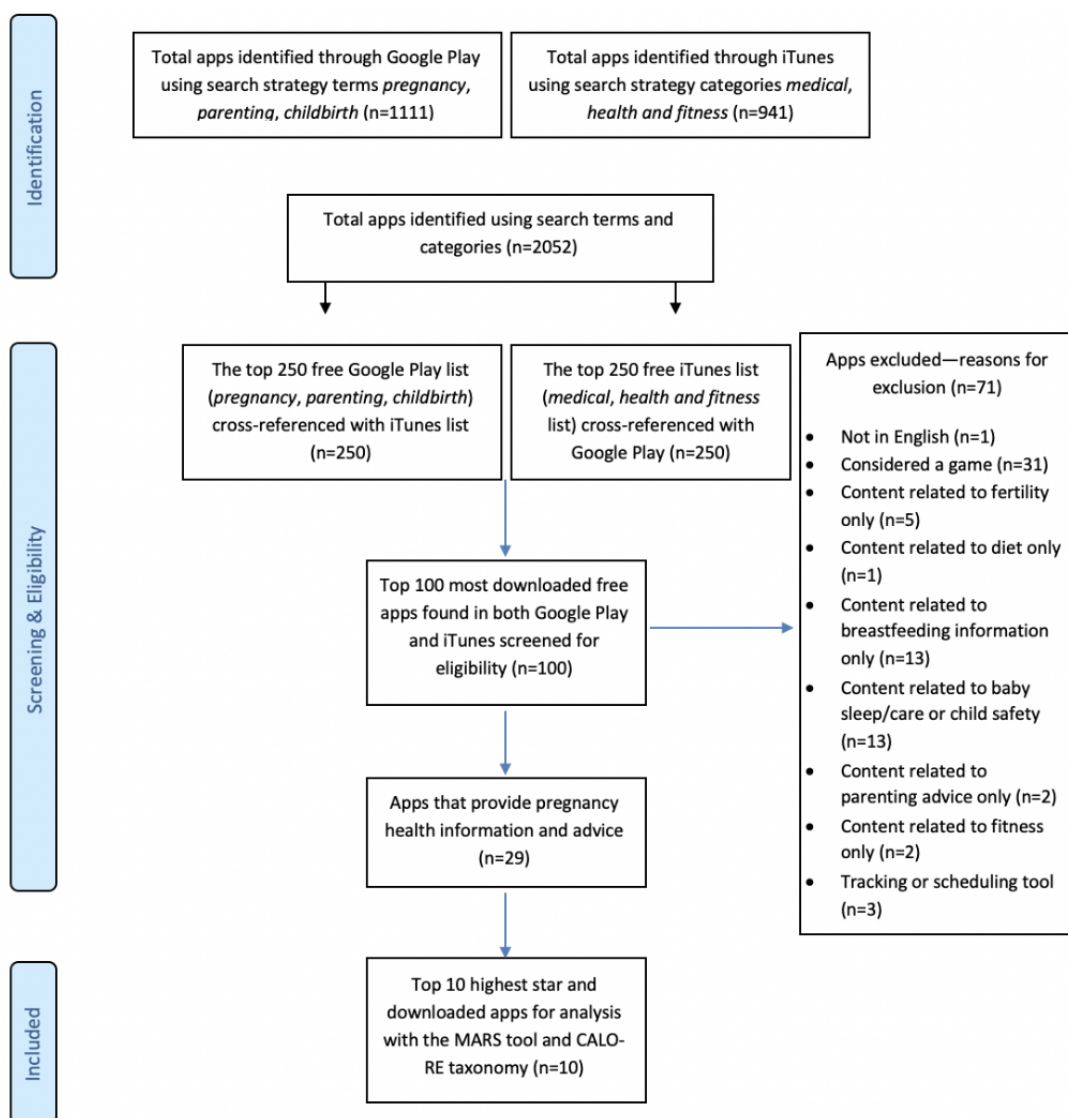 Identification
Total apps identified through Google Play
using search strategy terms pregnancy,
parenting, childbirth (n=1111)
Total apps identified through iTunes
using search strategy categories medical,
health and fitness (n=941)
Total apps identified using search terms and
categories (n=2052)
Screening & Eligibility
The top 250 free Google Play list
(pregnancy, parenting, childbirth)
cross-referenced with iTunes list
(n=250)
The top 250 free iTunes list
(medical, health and fitness
list) cross-referenced with
Google Play (n=250)
Apps excluded—reasons for
exclusion (n=71)
• Not in English (n=1)
• Considered a game (n=31)
• Content related to fertility
only (n=5)
• Content related to diet only
(n=1)
• Content related to
breastfeeding information
only (n=13)
• Content related to baby
sleep/care or child safety
(n=13)
• Content related to
parenting advice only (n=2)
• Content related to fitness
only (n=2)
• Tracking or scheduling tool
(n=3)
Top 100 most downloaded free
apps found in both Google Play
and iTunes screened for
eligibility (n=100)
Apps that provide pregnancy
health information and advice
(n=29)
Included
Top 10 highest star and
downloaded apps for analysis
with the MARS tool and CALO-
RE taxonomy (n=10)